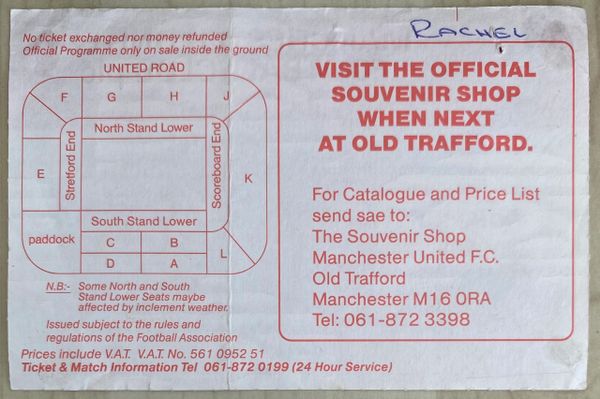 No ticket exchanged nor money refunded
Official Programme only on sale inside the ground
UNITED ROAD
F
G
H
J
North Stand Lower
E
Stretford End
Scoreboard End
K
South Stand Lower
paddock
C
B
D
A
L
N.B:- Some North and South
Stand Lower Seats maybe
affected by inclement weather.
Issued subject to the rules and
regulations of the Football Association
Prices include V.A.T. V.A.T. No. 561 0952 51
Ticket & Match Information Tel 061-872 0199 (24 Hour Service)
RACHEL
VISIT THE OFFICIAL
SOUVENIR SHOP
WHEN NEXT
AT OLD TRAFFORD.
For Catalogue and Price List
send sae to:
The Souvenir Shop
Manchester United F.C.
Old Trafford
Manchester M16 0RA
Tel: 061-872 3398